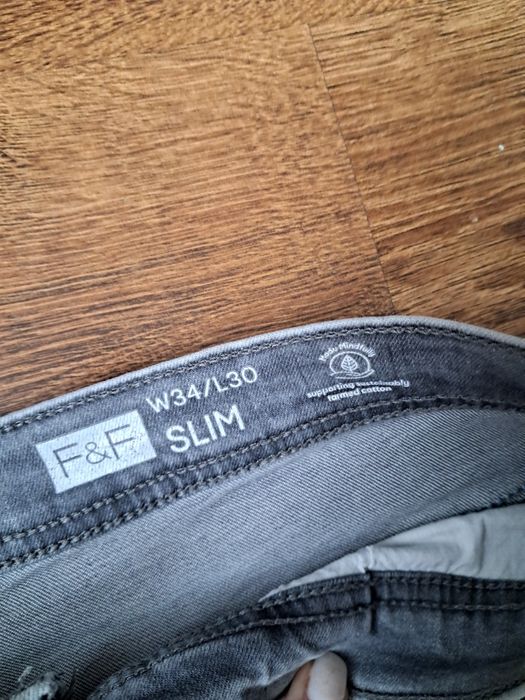 F&F
W34/L30
SLIM
Made Mindfully
supporting sustainably
farmed cotton